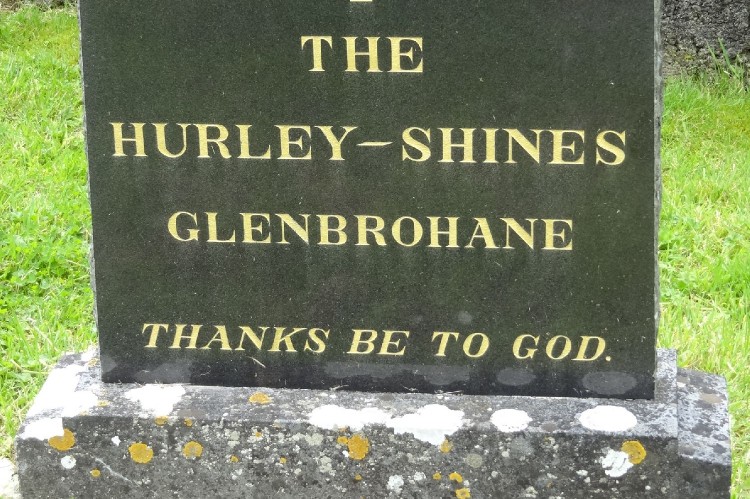 THE
HURLEY-SHINES
GLENBROHANE
THANKS BE TO GOD.